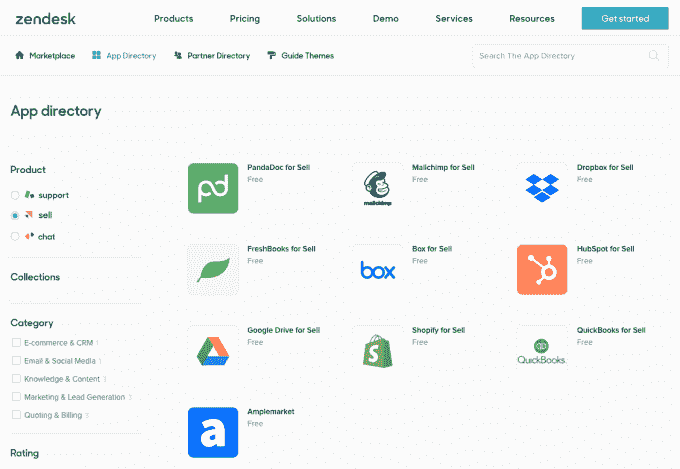 zendesk
Products Pricing Solutions Demo Services Resources Get started
Marketplace App Directory Partner Directory Guide Themes Search The App Directory
App directory
Product
support
sell
chat
Collections
Category
E-commerce & CRM 1
Email & Social Media 1
Knowledge & Content
Marketing & Lead Generation
Quoting & Billing
Rating
pd
PandaDoc for Sell
Free
mailchimp
Mailchimp for Sell
Free
Dropbox for Sell
Free
FreshBooks for Sell
Free
box
Box for Sell
Free
HubSpot for Sell
Free
Google Drive for Sell
Free
S
Shopify for Sell
Free
QuickBooks
QuickBooks for Sell
Free
a
Amplemarket
Free